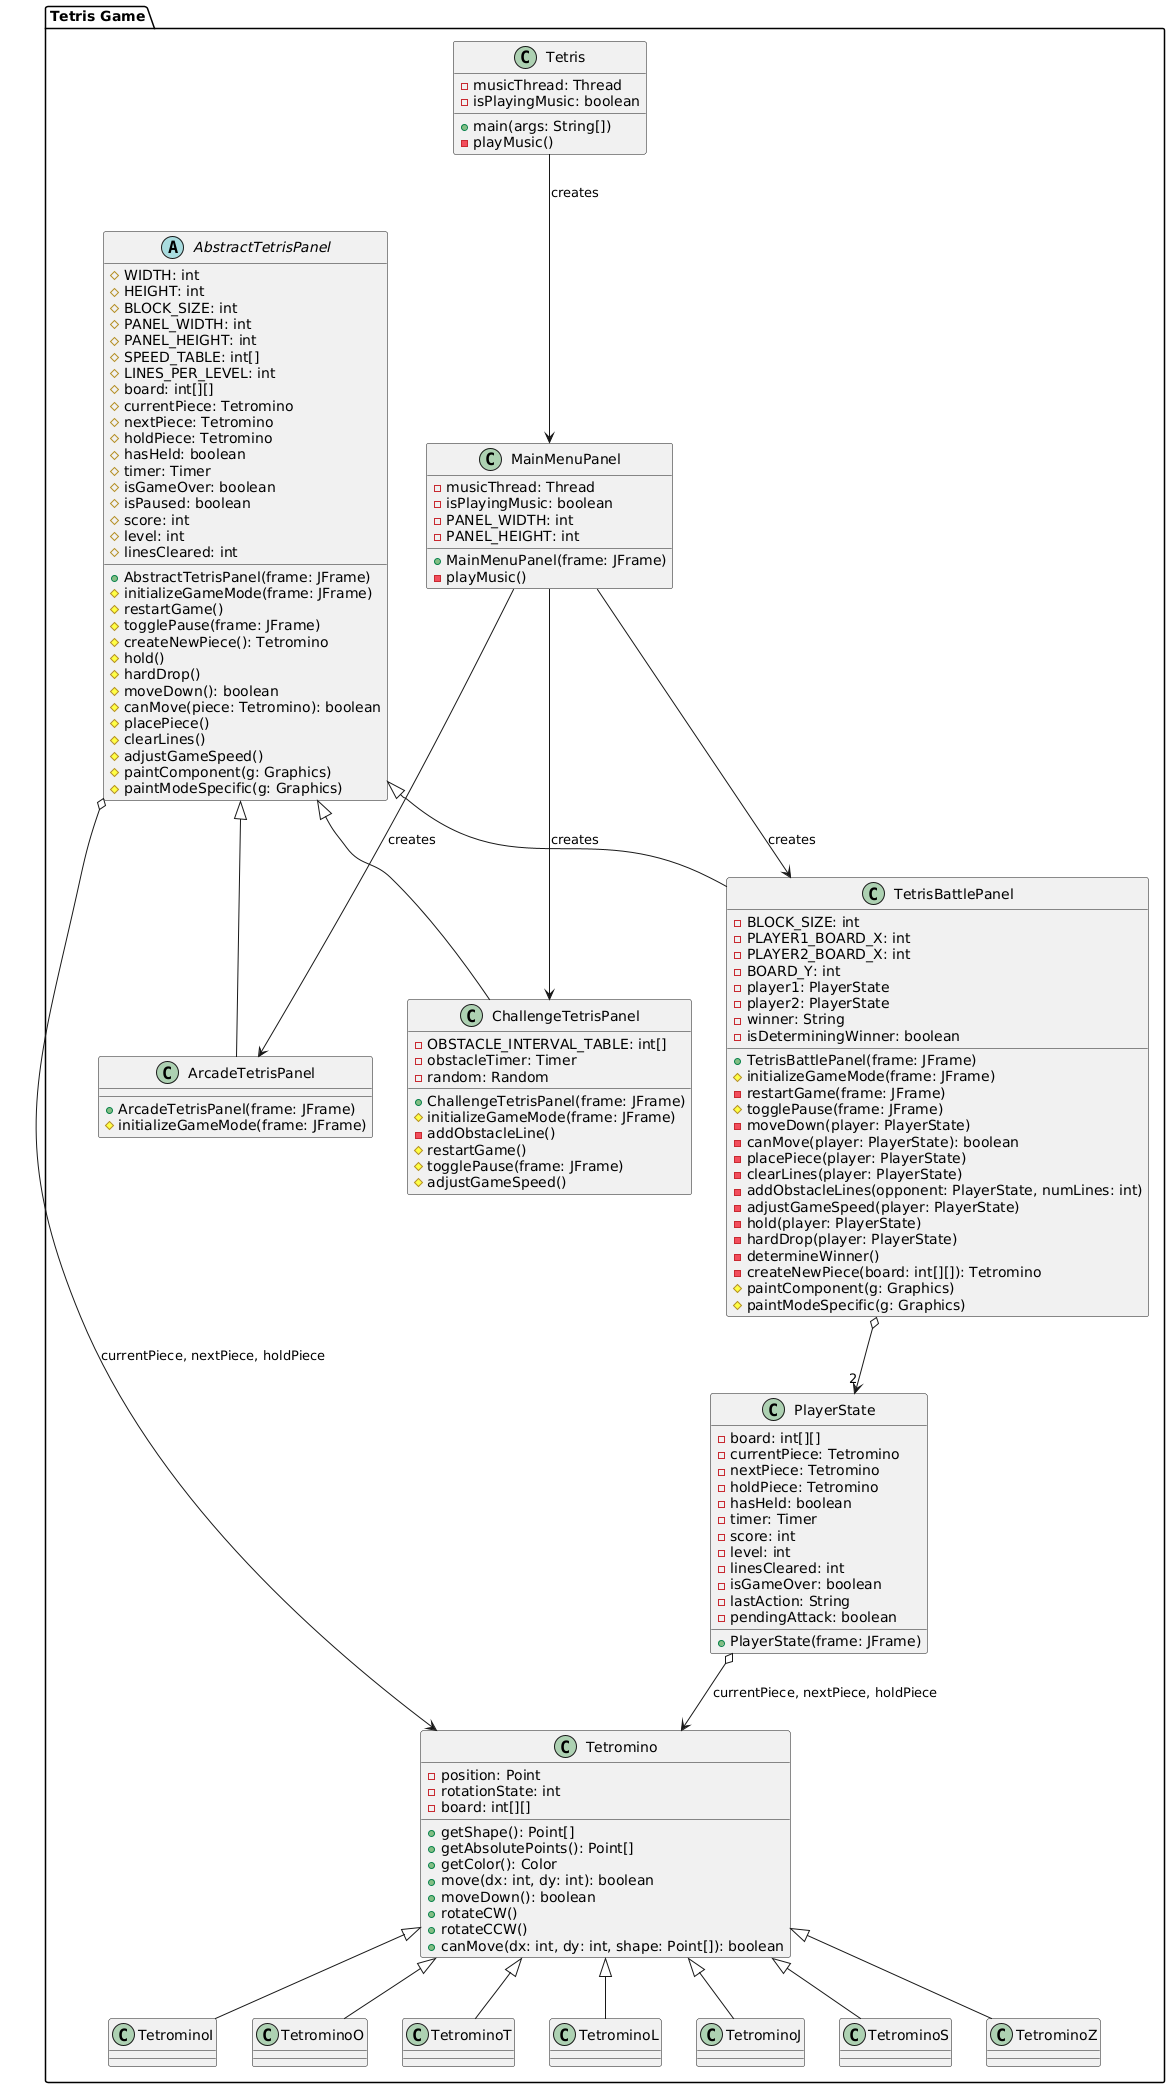 Tetris Game
C Tetris
musicThread: Thread
isPlayingMusic: boolean
main(args: String[])
playMusic()
creates
A AbstractTetrisPanel
WIDTH: int
HEIGHT: int
BLOCK_SIZE: int
PANEL_WIDTH: int
PANEL_HEIGHT: int
SPEED_TABLE: int[]
LINES_PER_LEVEL: int
board: int[][]
currentPiece: Tetromino
nextPiece: Tetromino
holdPiece: Tetromino
hasHeld: boolean
timer: Timer
isGameOver: boolean
isPaused: boolean
score: int
level: int
linesCleared: int
AbstractTetrisPanel(frame: JFrame)
initializeGameMode(frame: JFrame)
restartGame()
togglePause(frame: JFrame)
createNewPiece(): Tetromino
hold()
hardDrop()
moveDown(): boolean
canMove(piece: Tetromino): boolean
placePiece()
clearLines()
adjustGameSpeed()
paintComponent(g: Graphics)
paintModeSpecific(g: Graphics)
C MainMenuPanel
musicThread: Thread
isPlayingMusic: boolean
PANEL_WIDTH: int
PANEL_HEIGHT: int
MainMenuPanel(frame: JFrame)
playMusic()
creates
creates
creates
C TetrisBattlePanel
BLOCK_SIZE: int
PLAYER1_BOARD_X: int
PLAYER2_BOARD_X: int
BOARD_Y: int
player1: PlayerState
player2: PlayerState
winner: String
isDeterminingWinner: boolean
TetrisBattlePanel(frame: JFrame)
initializeGameMode(frame: JFrame)
restartGame(frame: JFrame)
togglePause(frame: JFrame)
moveDown(player: PlayerState)
canMove(player: PlayerState): boolean
placePiece(player: PlayerState)
clearLines(player: PlayerState)
addObstacleLines(opponent: PlayerState, numLines: int)
adjustGameSpeed(player: PlayerState)
hold(player: PlayerState)
hardDrop(player: PlayerState)
determineWinner()
createNewPiece(board: int[][]): Tetromino
paintComponent(g: Graphics)
paintModeSpecific(g: Graphics)
C ChallengeTetrisPanel
OBSTACLE_INTERVAL_TABLE: int[]
obstacleTimer: Timer
random: Random
ChallengeTetrisPanel(frame: JFrame)
initializeGameMode(frame: JFrame)
addObstacleLine()
restartGame()
togglePause(frame: JFrame)
adjustGameSpeed()
C ArcadeTetrisPanel
ArcadeTetrisPanel(frame: JFrame)
initializeGameMode(frame: JFrame)
currentPiece, nextPiece, holdPiece
2
C PlayerState
board: int[][]
currentPiece: Tetromino
nextPiece: Tetromino
holdPiece: Tetromino
hasHeld: boolean
timer: Timer
score: int
level: int
linesCleared: int
isGameOver: boolean
lastAction: String
pendingAttack: boolean
PlayerState(frame: JFrame)
currentPiece, nextPiece, holdPiece
C Tetromino
position: Point
rotationState: int
board: int[][]
getShape(): Point[]
getAbsolutePoints(): Point[]
getColor(): Color
move(dx: int, dy: int): boolean
moveDown(): boolean
rotateCW()
rotateCCW()
canMove(dx: int, dy: int, shape: Point[]): boolean
C TetrominoI
C TetrominoO
C TetrominoT
C TetrominoL
C TetrominoJ
C TetrominoS
C TetrominoZ